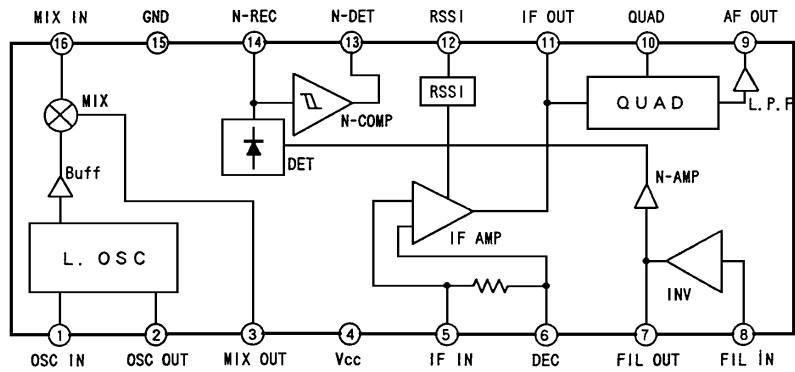 MIX IN GND N-REC N-DET RSSI IF OUT QUAD AF OUT
16 15 14 13 12 11 10 9
MIX
RSSI
QUAD
L.P.F
N-COMP
DET
Buff
N-AMP
IF AMP
L. OSC
INV
1 2 3 4 5 6 7 8
OSC IN OSC OUT MIX OUT Vcc IF IN DEC FIL OUT FIL IN